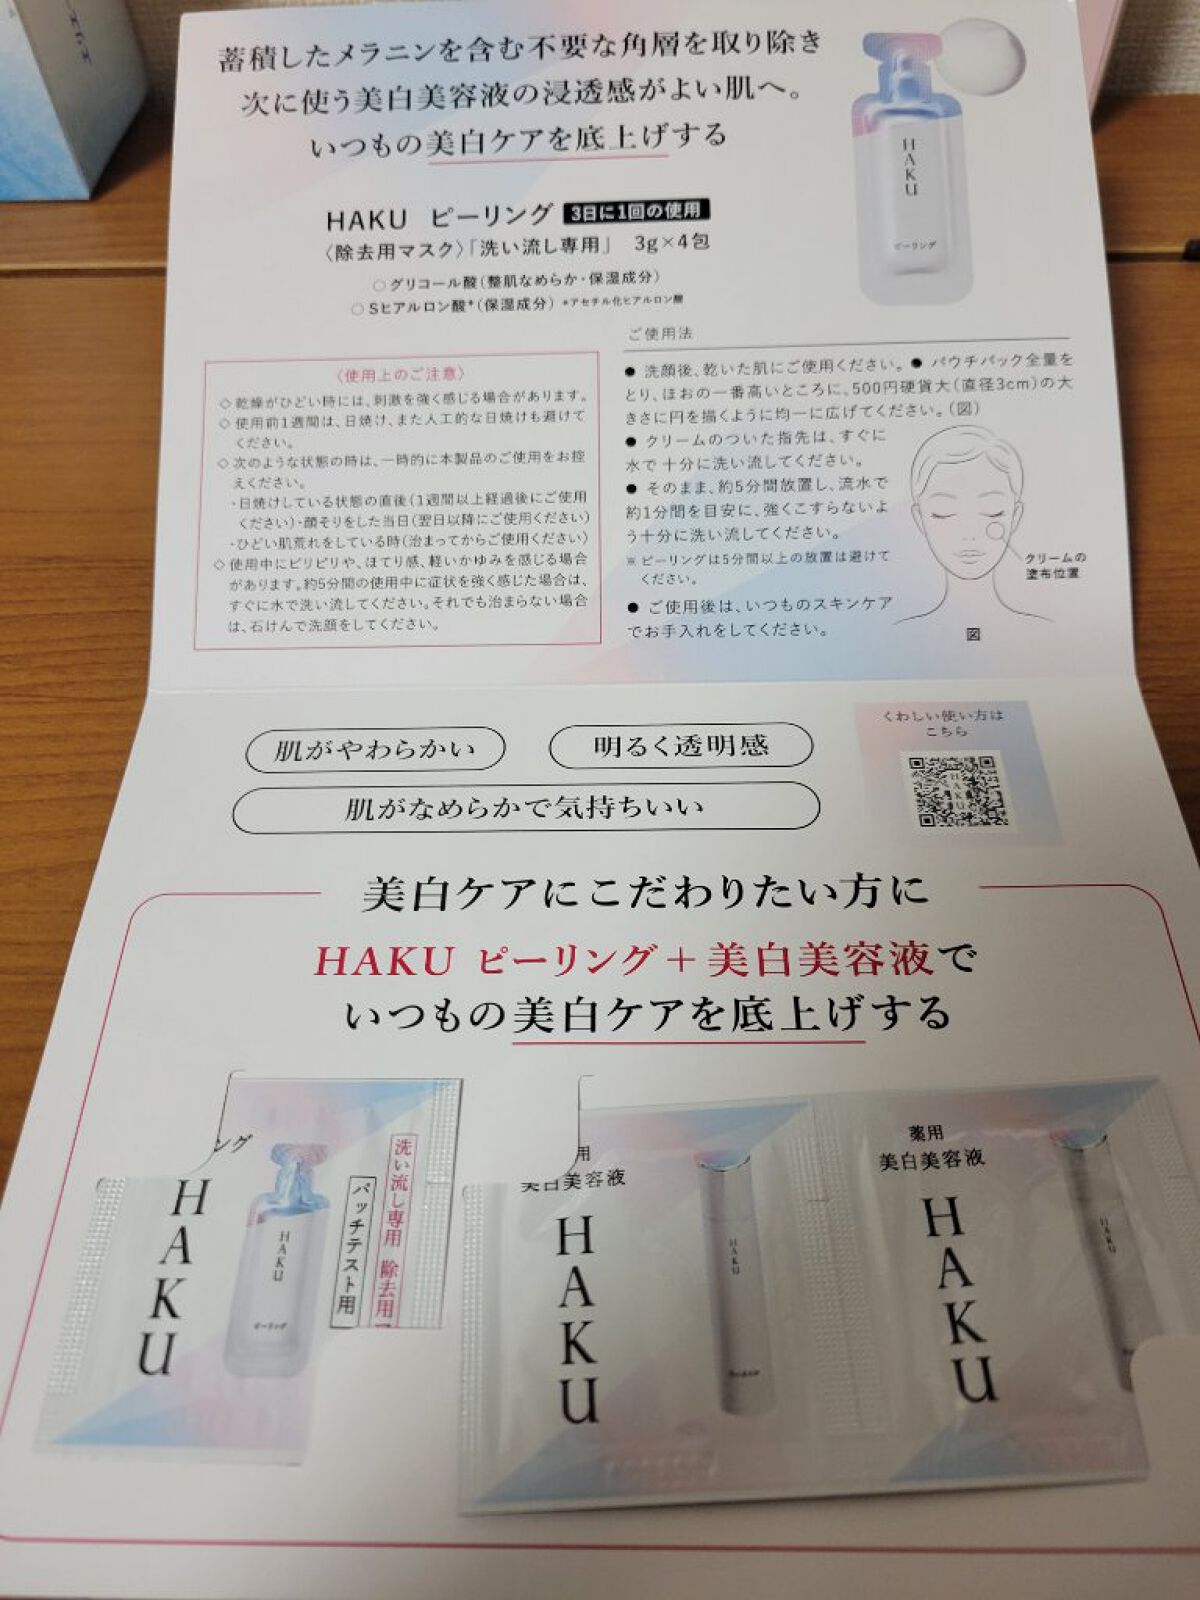 蓄積したメラニンを含む不要な角層を取り除き
次に使う美白美容液の浸透感がよい肌へ。
いつもの美白ケアを底上げする
HAKU ピーリング 3日に1回の使用
〈除去用マスク〉「洗い流し専用」 3g×4包
○グリコール酸(整肌なめらか・保湿成分)
○Sヒアルロン酸*(保湿成分) *アセチル化ヒアルロン酸
HAKU
ピーリング
〈使用上のご注意〉
◇乾燥がひどい時には、刺激を強く感じる場合があります。
◇使用前1週間は、日焼け、また人工的な日焼けも避けて
ください。
◇次のような状態の時は、一時的に本製品のご使用をお控
えください。
・日焼けしている状態の直後(1週間以上経過後にご使用
ください)・顔そりをした当日(翌日以降にご使用ください)
・ひどい肌荒れをしている時(治まってからご使用ください)
◇使用中にピリピリや、ほてり感、軽いかゆみを感じる場合
があります。約5分間の使用中に症状を強く感じた場合は、
すぐに水で洗い流してください。それでも治まらない場合
は、石けんで洗顔をしてください。
ご使用法
● 洗顔後、乾いた肌にご使用ください。● パウチパック全量を
とり、ほおの一番高いところに、500円硬貨大(直径3cm)の大
きさに円を描くように均一に広げてください。(図)
● クリームのついた指先は、すぐに
水で十分に洗い流してください。
● そのまま、約5分間放置し、流水で
約1分間を目安に、強くこすらないよ
う十分に洗い流してください。
※ピーリングは5分間以上の放置は避けて
ください。
● ご使用後は、いつものスキンケア
でお手入れをしてください。
クリームの
塗布位置
図
肌がやわらかい
明るく透明感
肌がなめらかで気持ちいい
くわしい使い方は
こちら
HAKU
美白ケアにこだわりたい方に
HAKU ピーリング＋美白美容液で
いつもの美白ケアを底上げする
ング
HAKU
HAKU
ピーリング
パッチテスト用
洗い流し専用 除去用
用
美白美容液
HAKU
HAKU
薬用
美白美容液
HAKU
HAKU